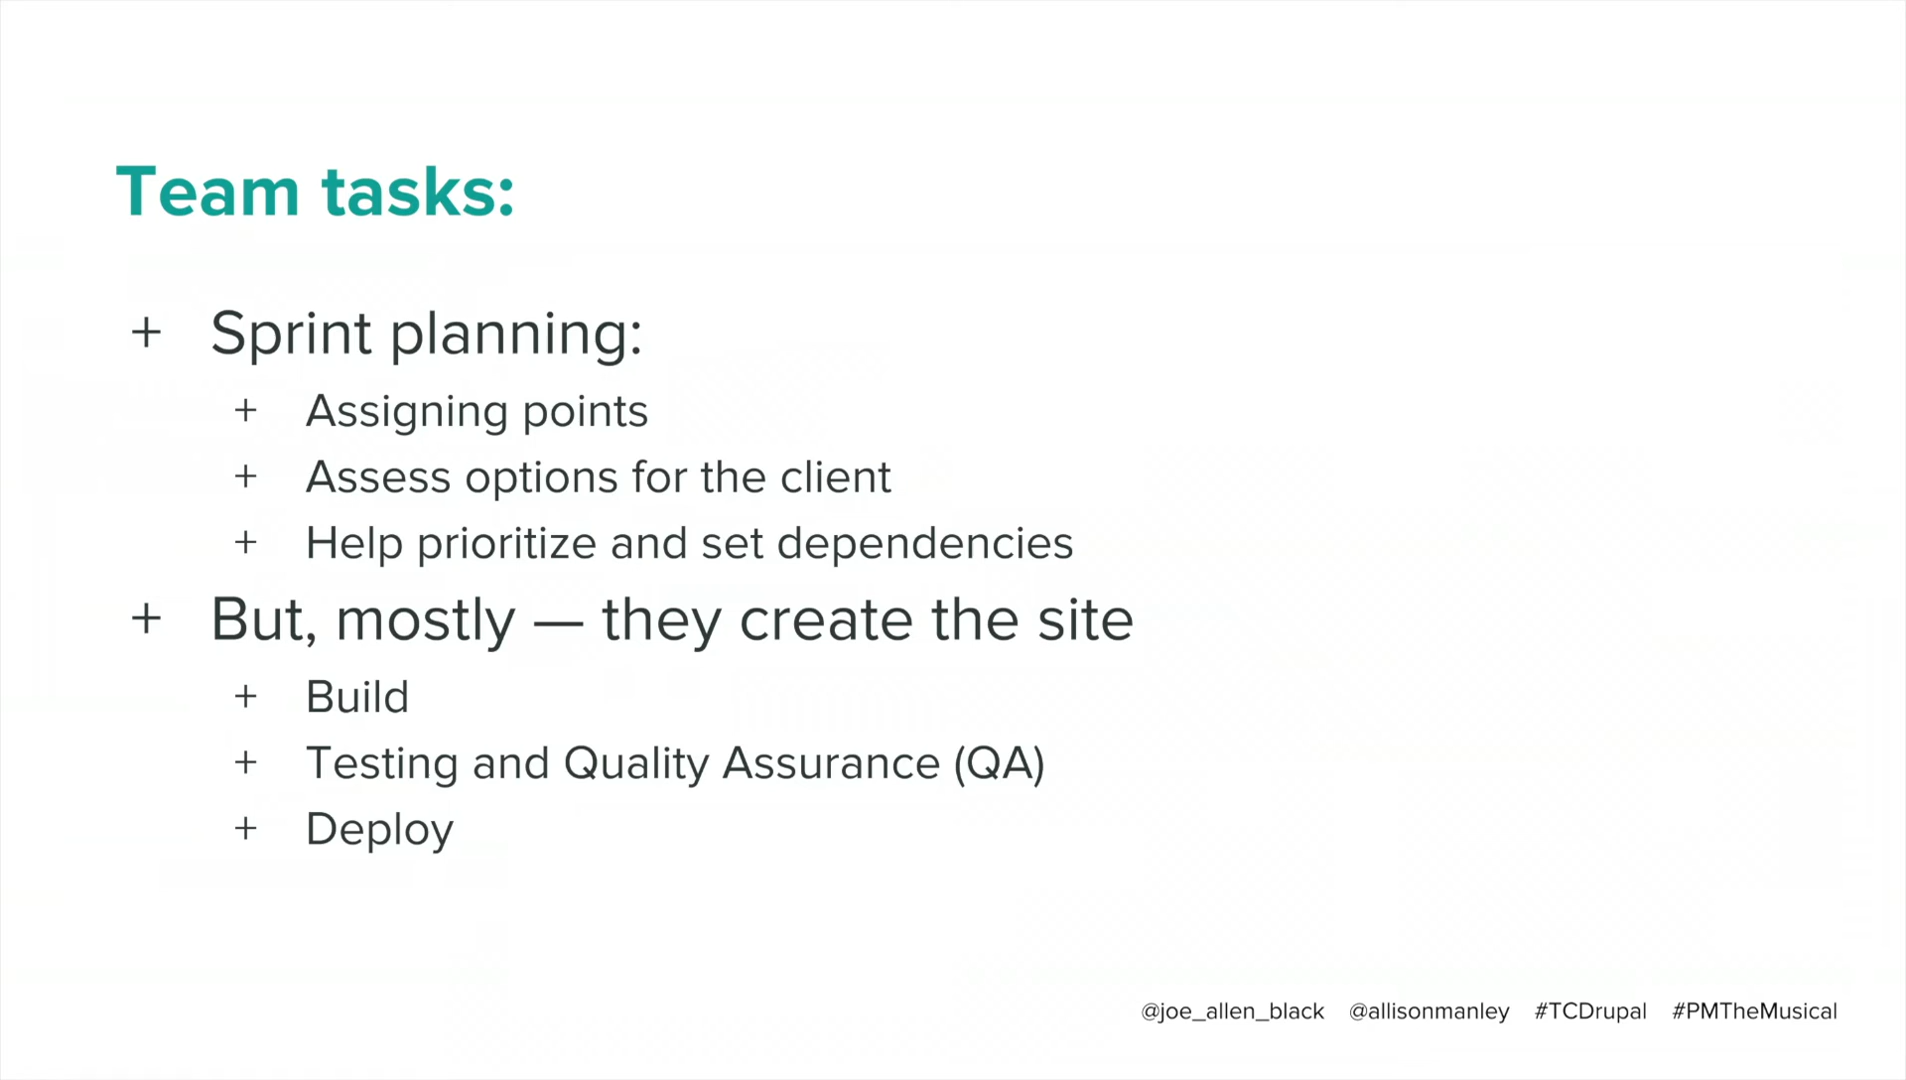 Team tasks:
+ Sprint planning:
+ Assigning points
+ Assess options for the client
+ Help prioritize and set dependencies
+ But, mostly — they create the site
+ Build
+ Testing and Quality Assurance (QA)
+ Deploy
@joe_allen_black @allisonmanley #TCDrupal #PMTheMusical